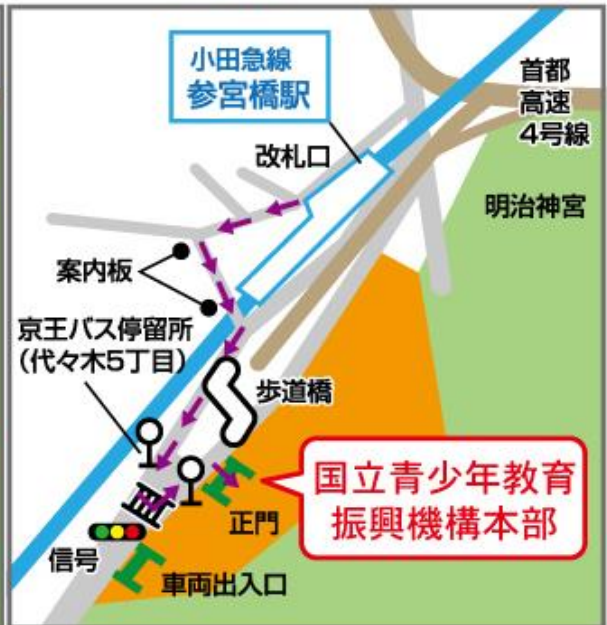 小田急線
参宮橋駅
首都
高速
4号線
改札口
明治神宮
案内板
京王バス停留所
（代々木5丁目）
歩道橋
国立青少年教育
振興機構本部
正門
信号
車両出入口